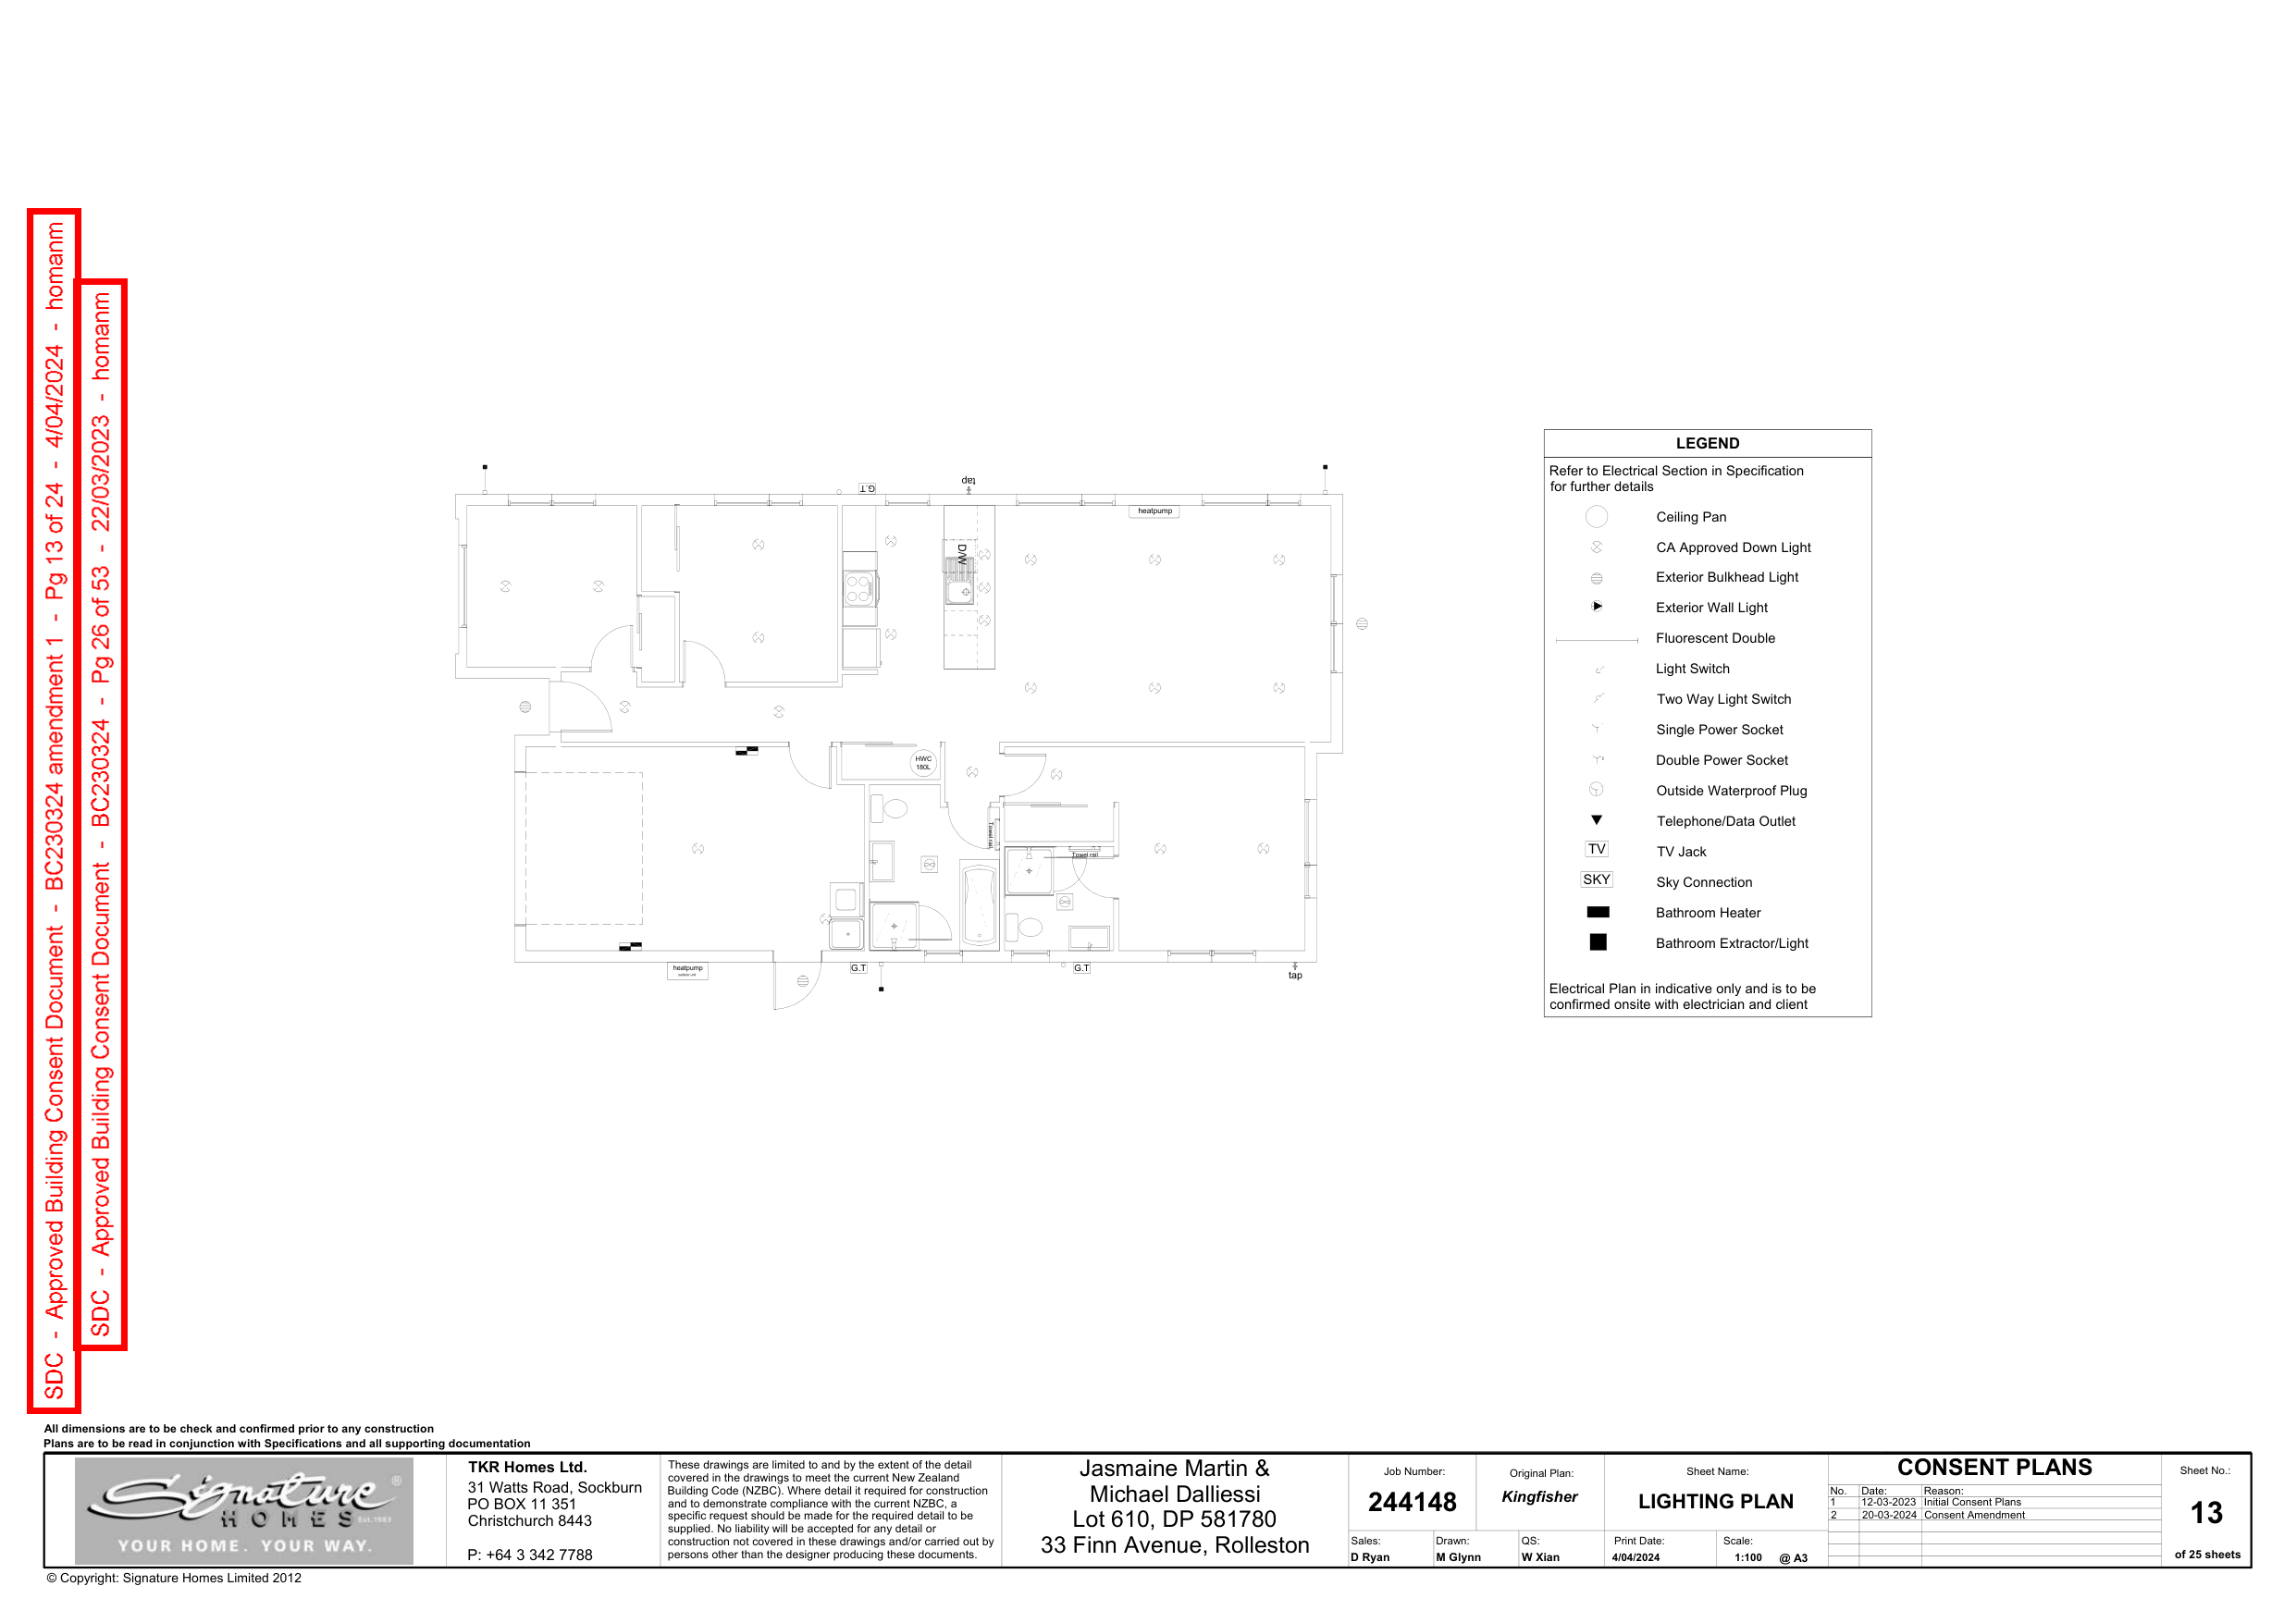 SDC - Approved Building Consent Document - BC230324 amendment 1 - Pg 13 of 24 - 4/04/2024 - homanm
SDC - Approved Building Consent Document - BC230324 - Pg 26 of 53 - 22/03/2023 - homanm
G.T
tap
heatpump
D/W
HWC
180L
Towel rail
Towel rail
heatpump
outdoor unit
G.T
G.T
tap
LEGEND
Refer to Electrical Section in Specification
for further details
Ceiling Pan
CA Approved Down Light
Exterior Bulkhead Light
Exterior Wall Light
Fluorescent Double
Light Switch
Two Way Light Switch
Single Power Socket
Double Power Socket
Outside Waterproof Plug
Telephone/Data Outlet
TV TV Jack
SKY Sky Connection
Bathroom Heater
Bathroom Extractor/Light
Electrical Plan in indicative only and is to be
confirmed onsite with electrician and client
All dimensions are to be check and confirmed prior to any construction
Plans are to be read in conjunction with Specifications and all supporting documentation
Signature ®
HOMES Est.1983
YOUR HOME. YOUR WAY.
TKR Homes Ltd.
31 Watts Road, Sockburn
PO BOX 11 351
Christchurch 8443
P: +64 3 342 7788
These drawings are limited to and by the extent of the detail
covered in the drawings to meet the current New Zealand
Building Code (NZBC). Where detail it required for construction
and to demonstrate compliance with the current NZBC, a
specific request should be made for the required detail to be
supplied. No liability will be accepted for any detail or
construction not covered in these drawings and/or carried out by
persons other than the designer producing these documents.
Jasmaine Martin &
Michael Dalliessi
Lot 610, DP 581780
33 Finn Avenue, Rolleston
Job Number:
244148
Original Plan:
Kingfisher
Sheet Name:
LIGHTING PLAN
Sales:
D Ryan
Drawn:
M Glynn
QS:
W Xian
Print Date:
4/04/2024
Scale:
1:100 @ A3
CONSENT PLANS
No. Date: Reason:
1 12-03-2023 Initial Consent Plans
2 20-03-2024 Consent Amendment
Sheet No.:
13
of 25 sheets
© Copyright: Signature Homes Limited 2012